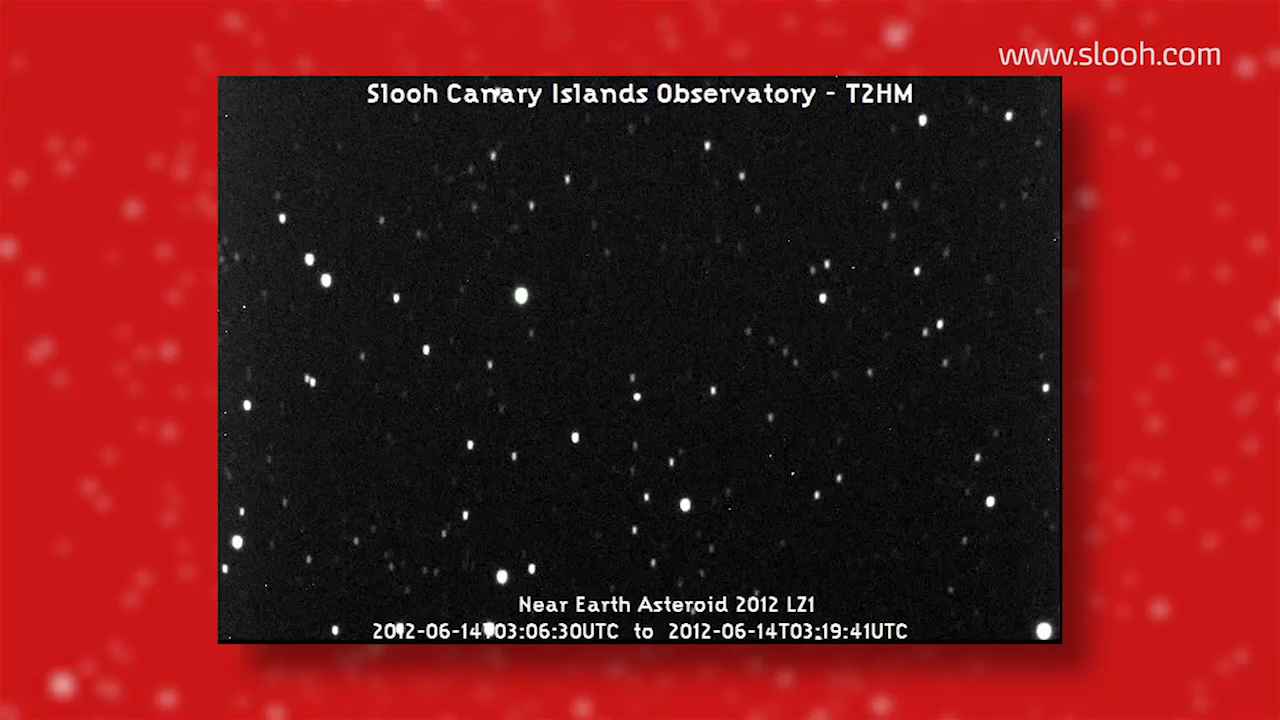 www.slooh.com
Slooh Canary Islands Observatory - T2HM
Near Earth Asteroid 2012 LZ1
2012-06-14T03:06:30UTC to 2012-06-14T03:19:41UTC